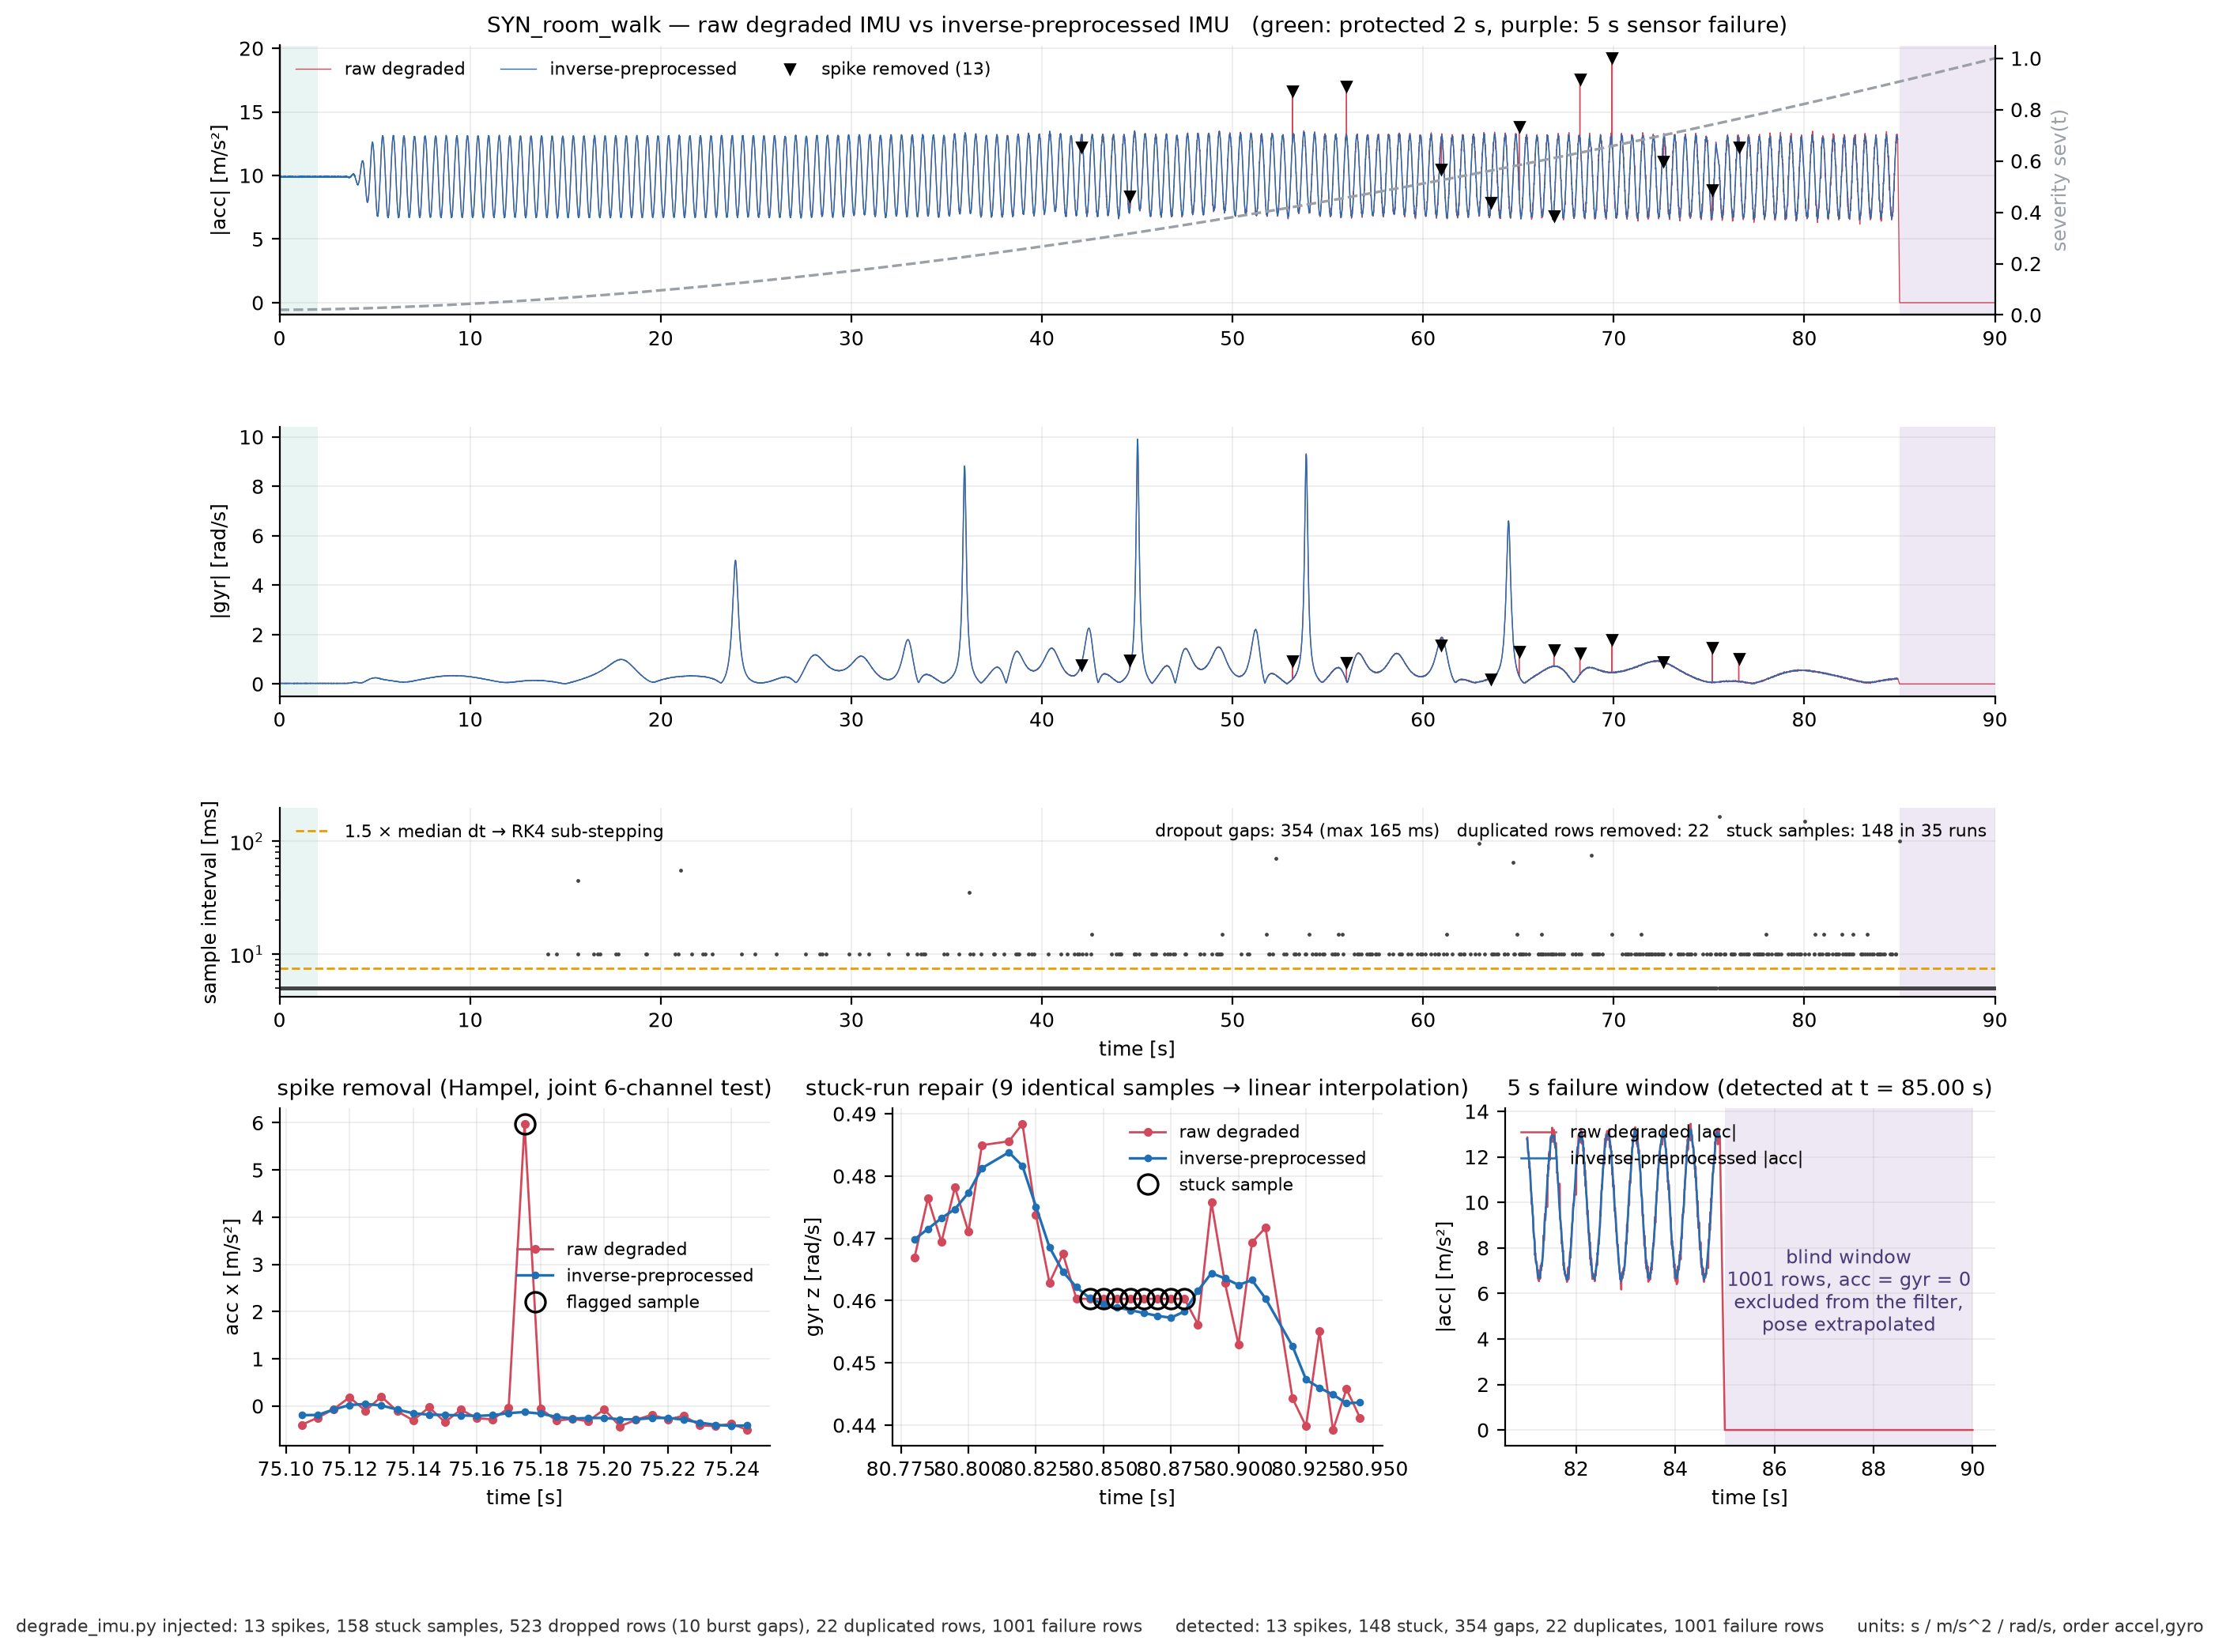 SYN_room_walk — raw degraded IMU vs inverse-preprocessed IMU   (green: protected 2 s, purple: 5 s sensor failure)
raw degraded
inverse-preprocessed
spike removed (13)
|acc| [m/s²]
20
15
10
5
0
severity sev(t)
1.0
0.8
0.6
0.4
0.2
0.0
0 10 20 30 40 50 60 70 80 90
|gyr| [rad/s]
10
8
6
4
2
0
0 10 20 30 40 50 60 70 80 90
sample interval [ms]
10²
10¹
1.5 × median dt → RK4 sub-stepping
dropout gaps: 354 (max 165 ms)   duplicated rows removed: 22   stuck samples: 148 in 35 runs
0 10 20 30 40 50 60 70 80 90
time [s]
spike removal (Hampel, joint 6-channel test)
acc x [m/s²]
6
5
4
3
2
1
0
raw degraded
inverse-preprocessed
flagged sample
75.10 75.12 75.14 75.16 75.18 75.20 75.22 75.24
time [s]
stuck-run repair (9 identical samples → linear interpolation)
gyr z [rad/s]
0.49
0.48
0.47
0.46
0.45
0.44
raw degraded
inverse-preprocessed
stuck sample
80.775 80.800 80.825 80.850 80.875 80.900 80.925 80.950
time [s]
5 s failure window (detected at t = 85.00 s)
|acc| [m/s²]
14
12
10
8
6
4
2
0
raw degraded |acc|
inverse-preprocessed |acc|
blind window
1001 rows, acc = gyr = 0
excluded from the filter,
pose extrapolated
82 84 86 88 90
time [s]
degrade_imu.py injected: 13 spikes, 158 stuck samples, 523 dropped rows (10 burst gaps), 22 duplicated rows, 1001 failure rows      detected: 13 spikes, 148 stuck, 354 gaps, 22 duplicates, 1001 failure rows      units: s / m/s^2 / rad/s, order accel,gyro